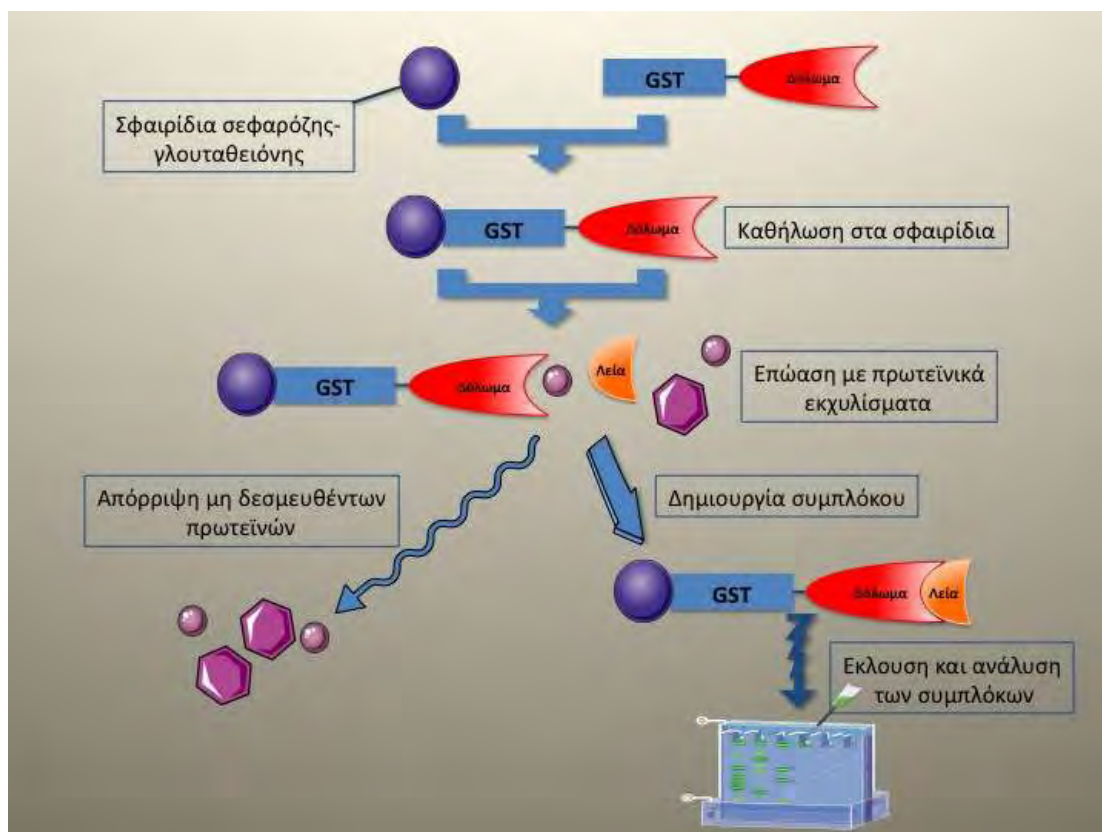 GST
Δόλωμα
Σφαιρίδια σεφαρόζης-
γλουταθειόνης
GST
Δόλωμα
Καθήλωση στα σφαιρίδια
GST
Δόλωμα
Λεία
Επώαση με πρωτεϊνικά
εκχυλίσματα
Απόρριψη μη δεσμευθέντων
πρωτεϊνών
Δημιουργία συμπλόκου
GST
Δόλωμα
Λεία
Εκλουση και ανάλυση
των συμπλόκων